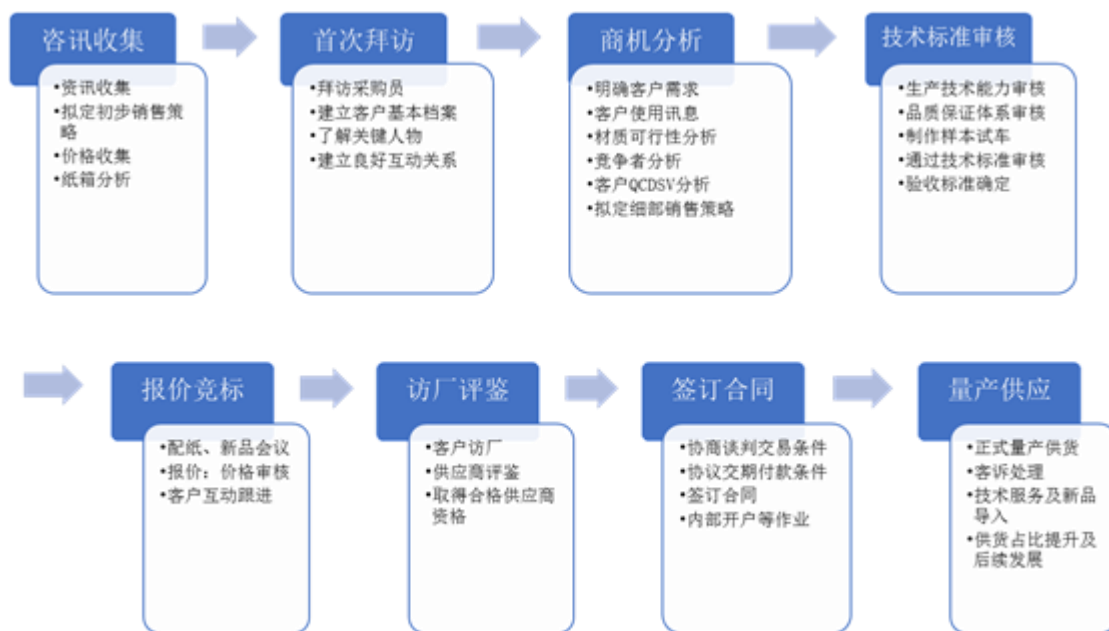 咨讯收集
•资讯收集
•拟定初步销售策
略
•价格收集
•纸箱分析
首次拜访
•拜访采购员
•建立客户基本档案
•了解关键人物
•建立良好互动关系
商机分析
•明确客户需求
•客户使用讯息
•材质可行性分析
•竞争者分析
•客户QCDSV分析
•拟定细部销售策略
技术标准审核
•生产技术能力审核
•品质保证体系审核
•制作样本试车
•通过技术标准审核
•验收标准确定
报价竞标
•配纸、新品会议
•报价：价格审核
•客户互动跟进
访厂评鉴
•客户访厂
•供应商评鉴
•取得合格供应商
资格
签订合同
•协商谈判交易条件
•协议交期付款条件
•签订合同
•内部开户等作业
量产供应
•正式量产供货
•客诉处理
•技术服务及新品
导入
•供货占比提升及
后续发展